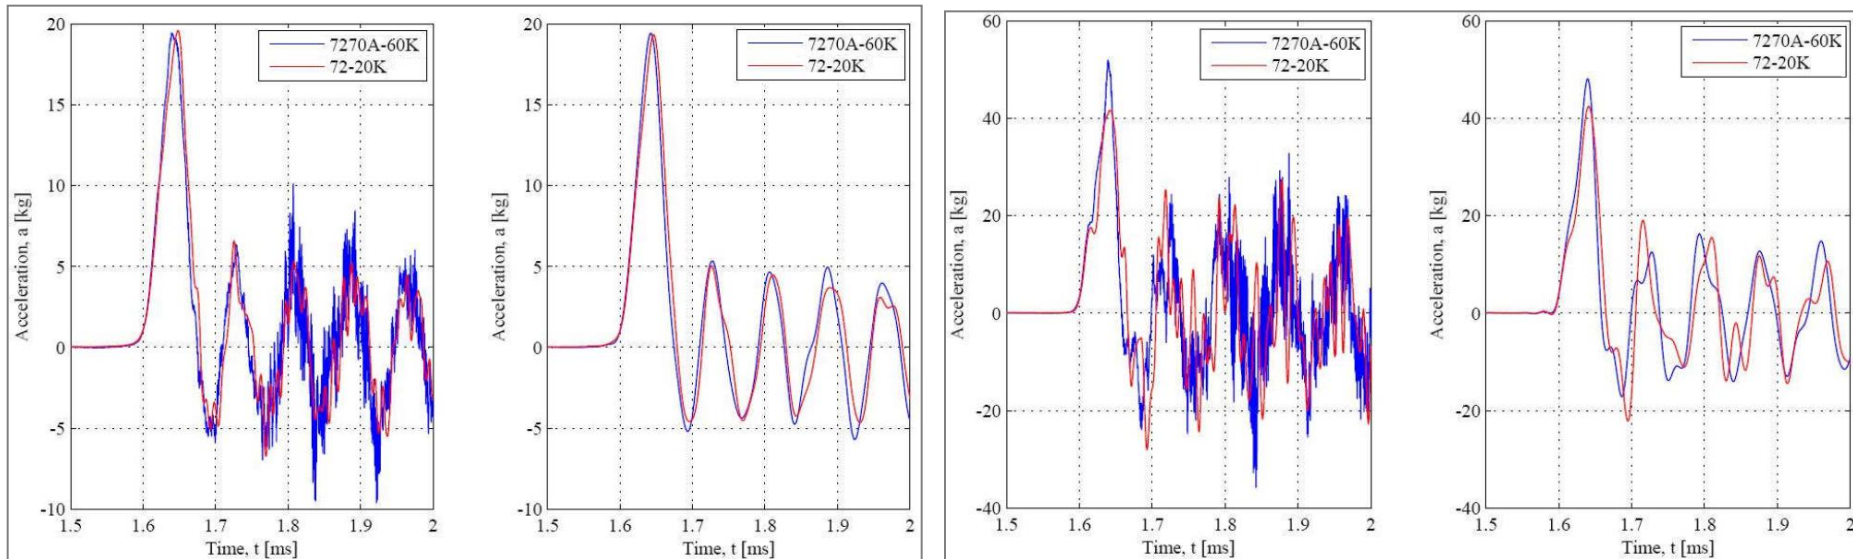 20
15
10
5
0
-5
-10
1.5 1.6 1.7 1.8 1.9 2
Acceleration, a [kg]
Time, t [ms]
7270A-60K
72-20K
20
15
10
5
0
-5
-10
1.5 1.6 1.7 1.8 1.9 2
Acceleration, a [kg]
Time, t [ms]
7270A-60K
72-20K
60
40
20
0
-20
-40
1.5 1.6 1.7 1.8 1.9 2
Acceleration, a [kg]
Time, t [ms]
7270A-60K
72-20K
60
40
20
0
-20
-40
1.5 1.6 1.7 1.8 1.9 2
Acceleration, a [kg]
Time, t [ms]
7270A-60K
72-20K